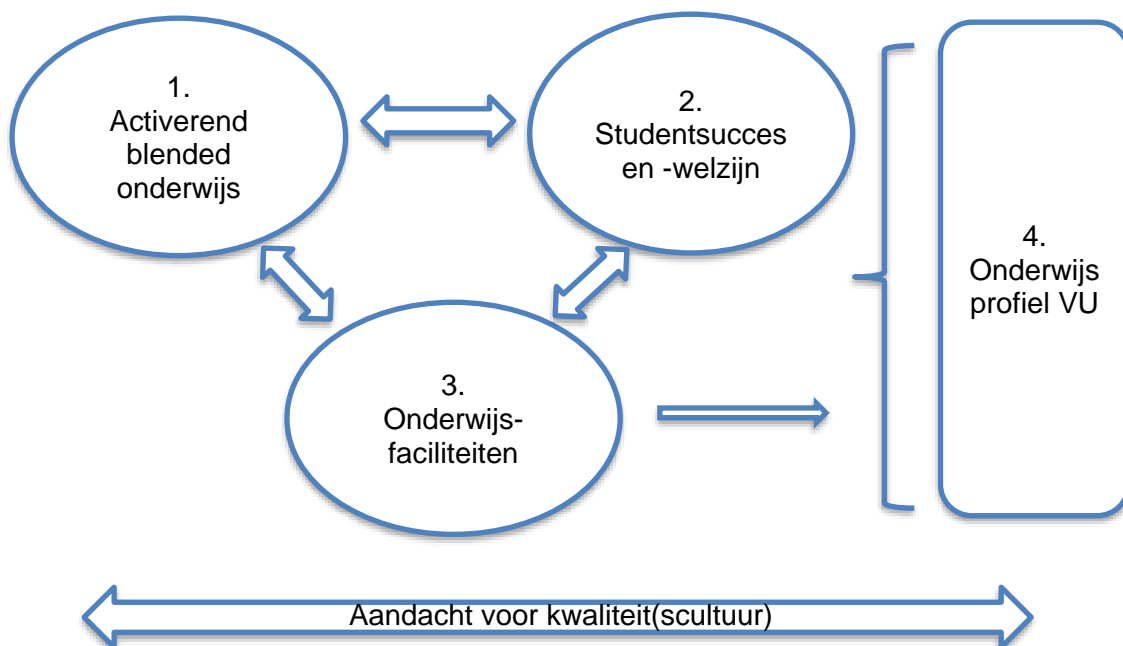 1.
Activerend
blended
onderwijs
2.
Studentsucces
en -welzijn
3.
Onderwijs-
faciliteiten
4.
Onderwijs
profiel VU
Aandacht voor kwaliteit(scultuur)